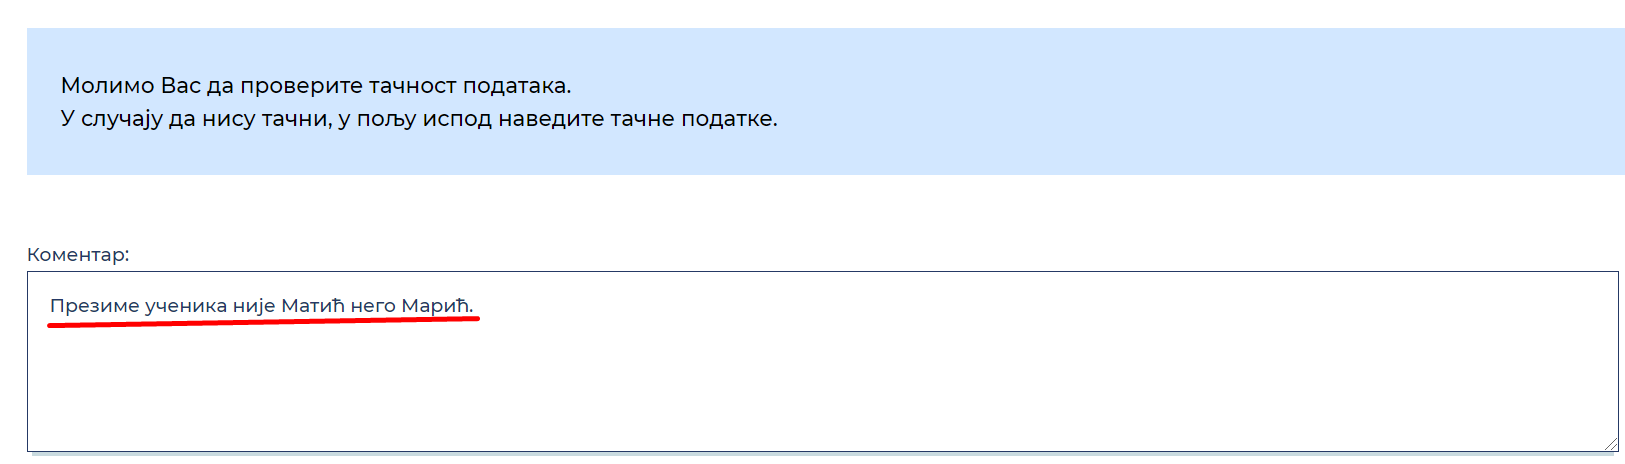 Молимо Вас да проверите тачност података.
У случају да нису тачни, у пољу испод наведите тачне податке.
Коментар:
Презиме ученика није Матић него Марић.